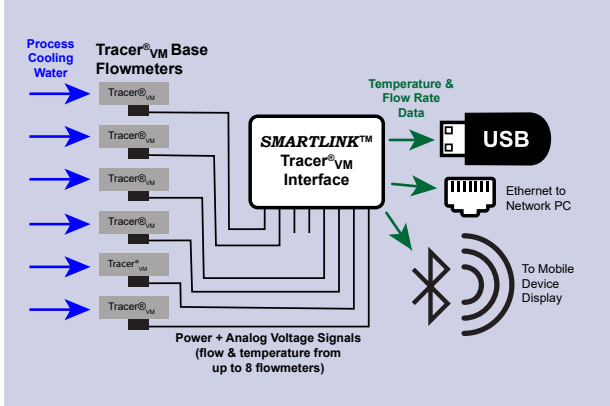 Process
Cooling
Water
Tracer®VM Base
Flowmeters
Tracer®VM
Tracer®VM
Tracer®VM
Tracer®VM
Tracer®VM
Tracer®VM
SMARTLINK™
Tracer®VM
Interface
Temperature &
Flow Rate
Data
USB
Ethernet to
Network PC
To Mobile
Device
Display
Power + Analog Voltage Signals
(flow & temperature from
up to 8 flowmeters)